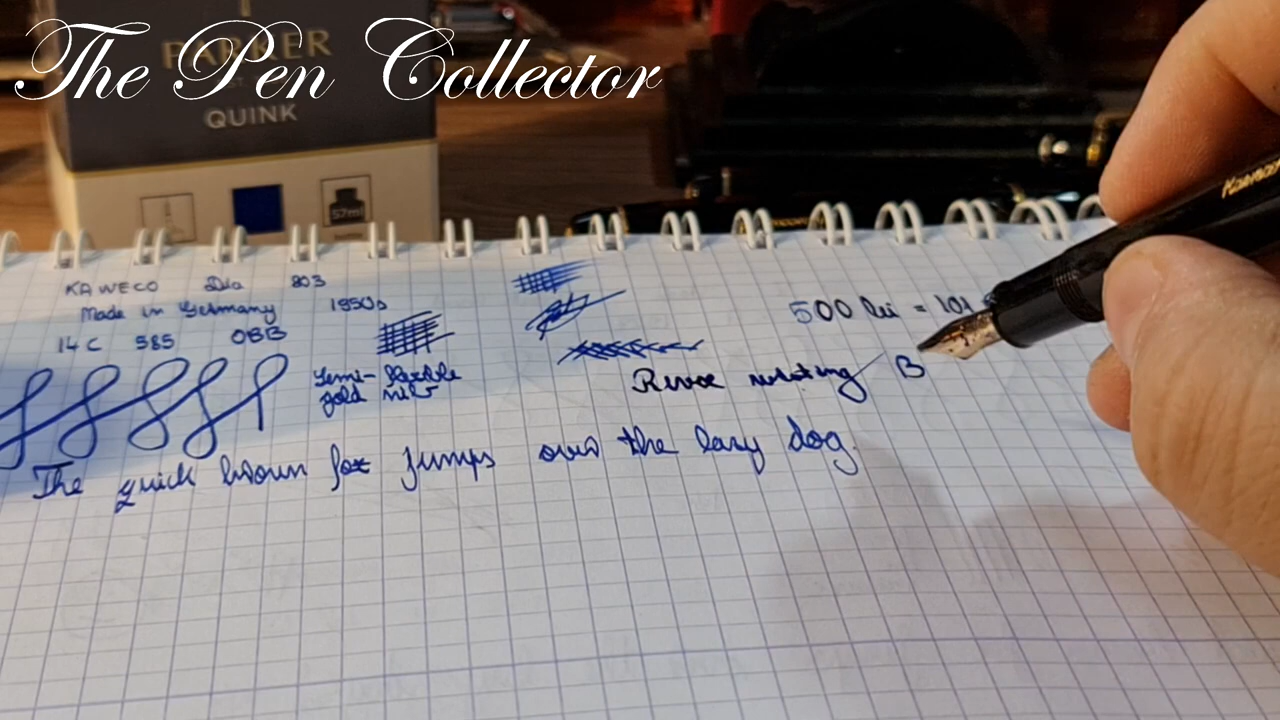 The Pen Collector
PARKER
QUINK
57ml
KAWECO Dia 803
Made in Germany 1950s
14 C 585 OBB
Semi-flexible
gold nib
500 lei = 101
writing B
The quick brown fox jumps over the lazy dog.